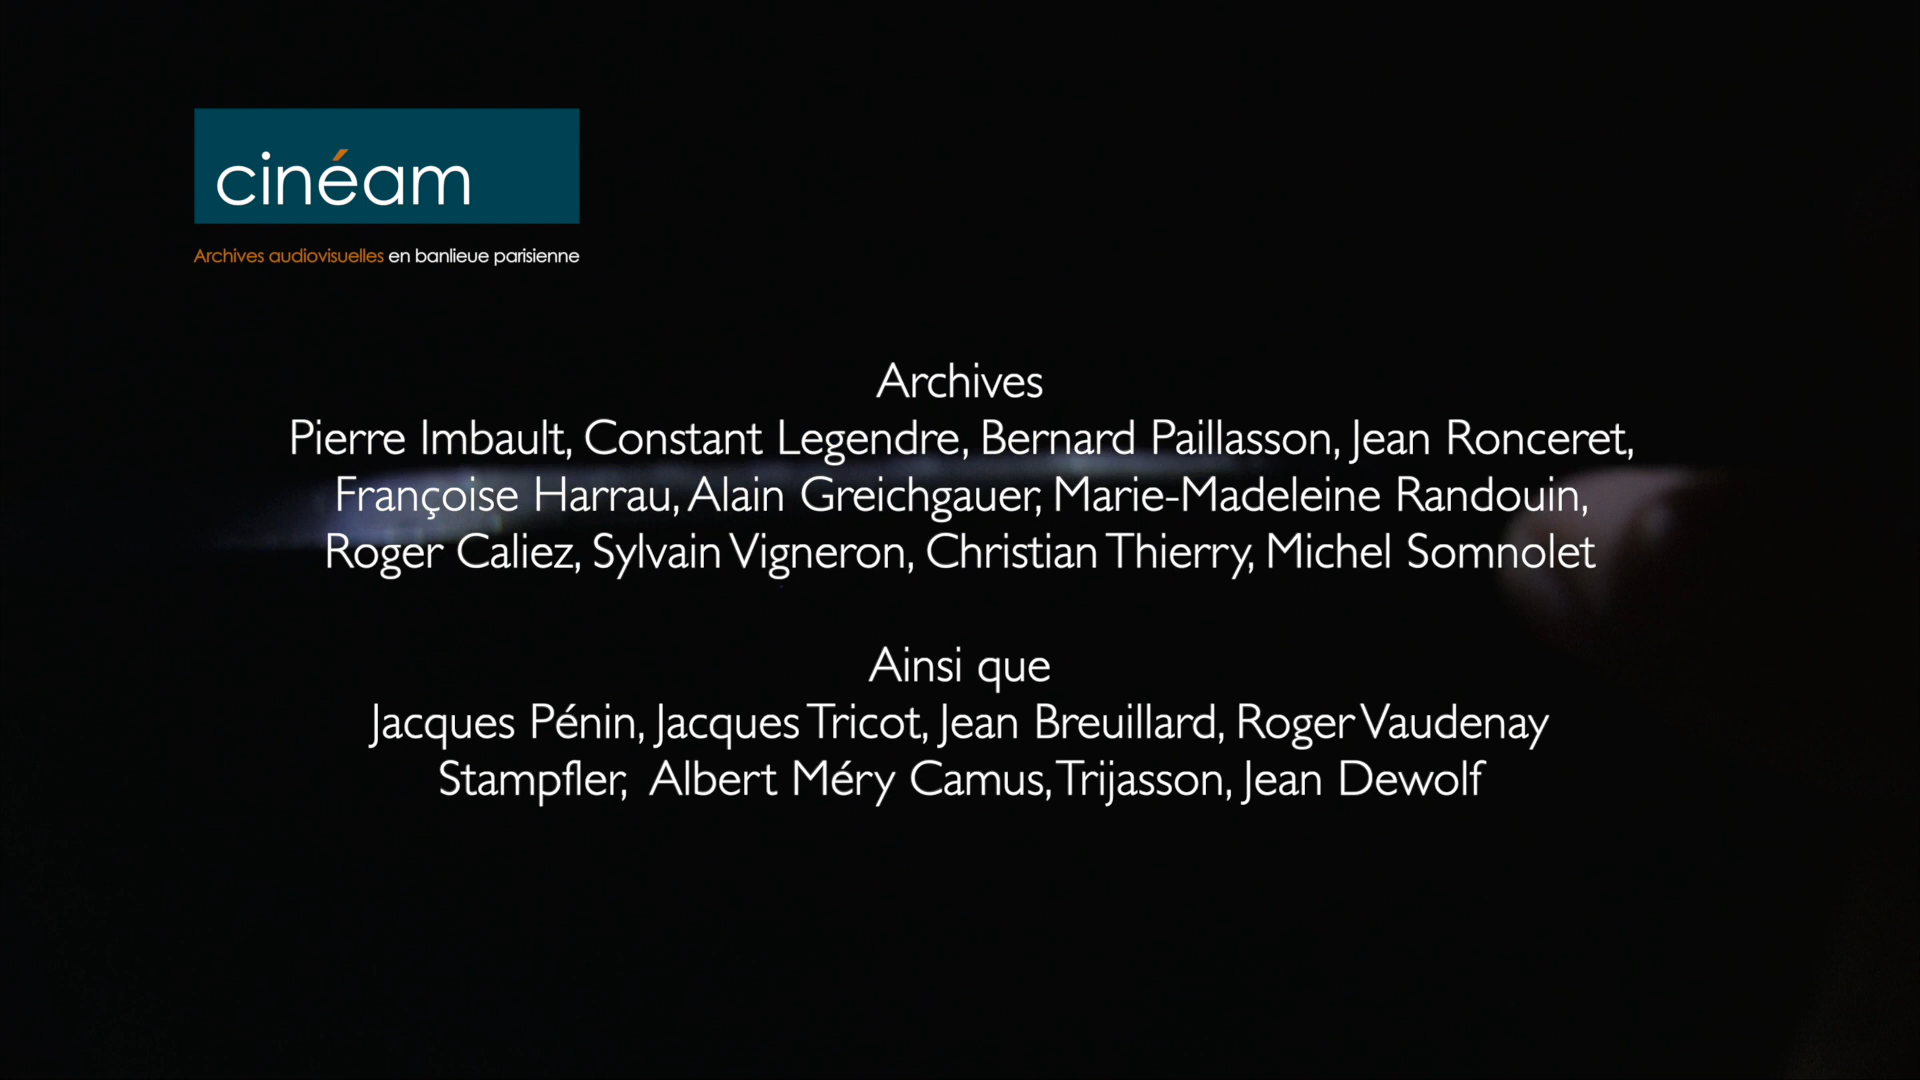 cinéam
Archives audiovisuelles en banlieue parisienne
Archives
Pierre Imbault, Constant Legendre, Bernard Paillasson, Jean Ronceret,
Françoise Harrau, Alain Greichgauer, Marie-Madeleine Randouin,
Roger Caliez, Sylvain Vigneron, Christian Thierry, Michel Somnolet
Ainsi que
Jacques Pénin, Jacques Tricot, Jean Breuillard, Roger Vaudenay
Stampfler, Albert Méry Camus, Trijasson, Jean Dewolf